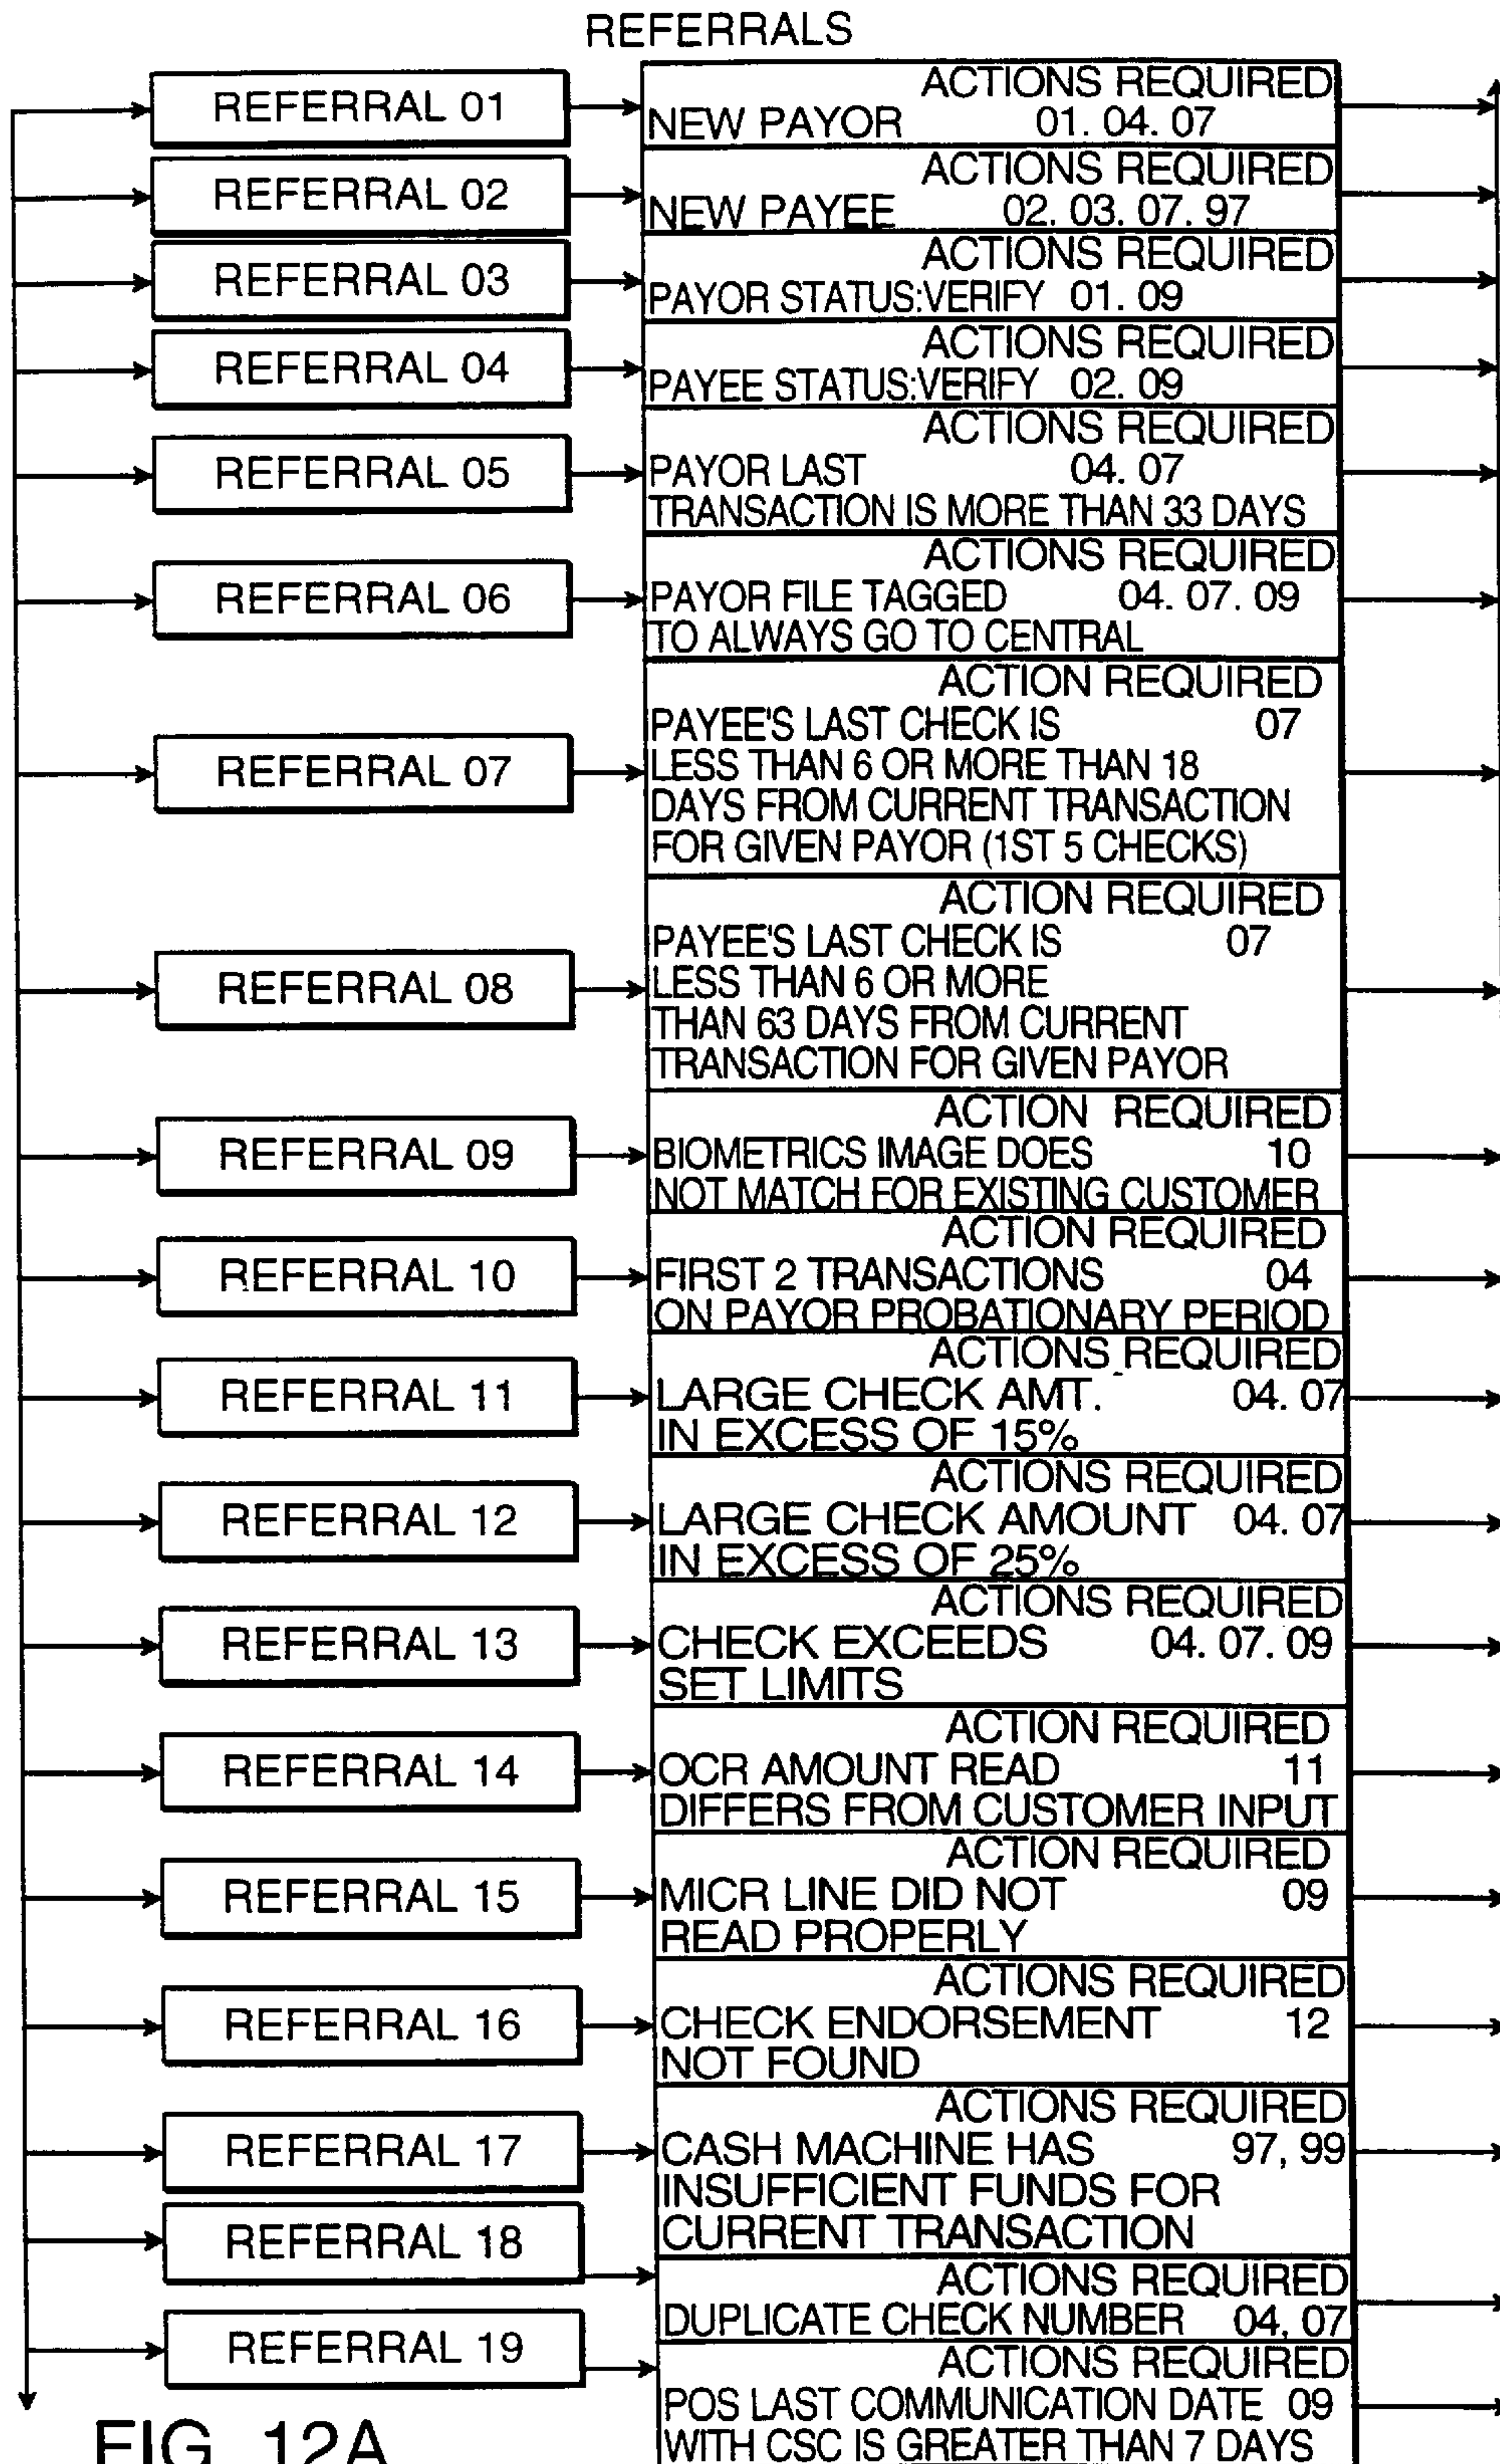 REFERRALS
REFERRAL 01
ACTIONS REQUIRED
NEW PAYOR 01. 04. 07
REFERRAL 02
ACTIONS REQUIRED
NEW PAYEE 02. 03. 07. 97
REFERRAL 03
ACTIONS REQUIRED
PAYOR STATUS:VERIFY 01. 09
REFERRAL 04
ACTIONS REQUIRED
PAYEE STATUS:VERIFY 02. 09
REFERRAL 05
ACTIONS REQUIRED
PAYOR LAST 04. 07
TRANSACTION IS MORE THAN 33 DAYS
REFERRAL 06
ACTIONS REQUIRED
PAYOR FILE TAGGED 04. 07. 09
TO ALWAYS GO TO CENTRAL
REFERRAL 07
ACTION REQUIRED
PAYEE'S LAST CHECK IS 07
LESS THAN 6 OR MORE THAN 18
DAYS FROM CURRENT TRANSACTION
FOR GIVEN PAYOR (1ST 5 CHECKS)
REFERRAL 08
ACTION REQUIRED
PAYEE'S LAST CHECK IS 07
LESS THAN 6 OR MORE
THAN 63 DAYS FROM CURRENT
TRANSACTION FOR GIVEN PAYOR
REFERRAL 09
ACTION REQUIRED
BIOMETRICS IMAGE DOES 10
NOT MATCH FOR EXISTING CUSTOMER
REFERRAL 10
ACTION REQUIRED
FIRST 2 TRANSACTIONS 04
ON PAYOR PROBATIONARY PERIOD
REFERRAL 11
ACTIONS REQUIRED
LARGE CHECK AMT. 04. 07
IN EXCESS OF 15%
REFERRAL 12
ACTIONS REQUIRED
LARGE CHECK AMOUNT 04. 07
IN EXCESS OF 25%
REFERRAL 13
ACTIONS REQUIRED
CHECK EXCEEDS 04. 07. 09
SET LIMITS
REFERRAL 14
ACTION REQUIRED
OCR AMOUNT READ 11
DIFFERS FROM CUSTOMER INPUT
REFERRAL 15
ACTION REQUIRED
MICR LINE DID NOT 09
READ PROPERLY
REFERRAL 16
ACTIONS REQUIRED
CHECK ENDORSEMENT 12
NOT FOUND
REFERRAL 17
ACTIONS REQUIRED
CASH MACHINE HAS 97, 99
INSUFFICIENT FUNDS FOR
CURRENT TRANSACTION
REFERRAL 18
ACTIONS REQUIRED
DUPLICATE CHECK NUMBER 04, 07
REFERRAL 19
ACTIONS REQUIRED
POS LAST COMMUNICATION DATE 09
WITH CSC IS GREATER THAN 7 DAYS
FIG. 12A